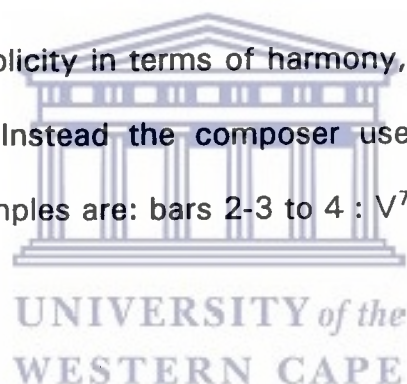 plicity in terms of harmony,
Instead the composer use
nples are: bars 2-3 to 4 : V⁷
UNIVERSITY of the
WESTERN CAPE